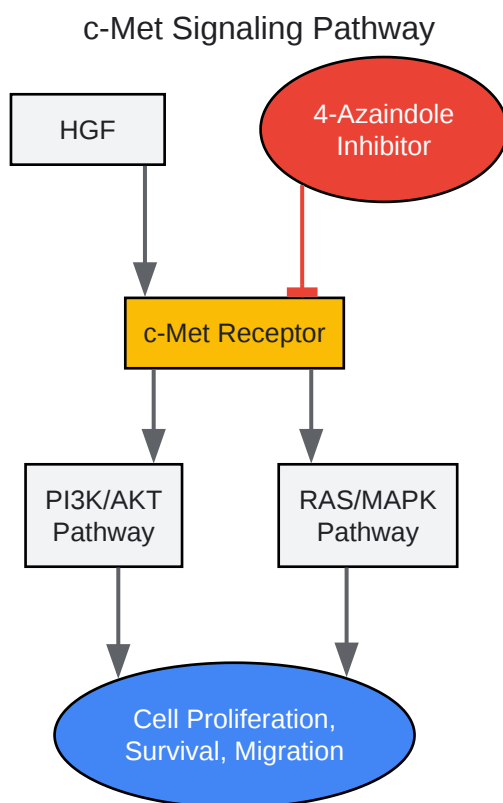 c-Met Signaling Pathway
HGF
4-Azaindole
Inhibitor
c-Met Receptor
PI3K/AKT
Pathway
RAS/MAPK
Pathway
Cell Proliferation,
Survival, Migration